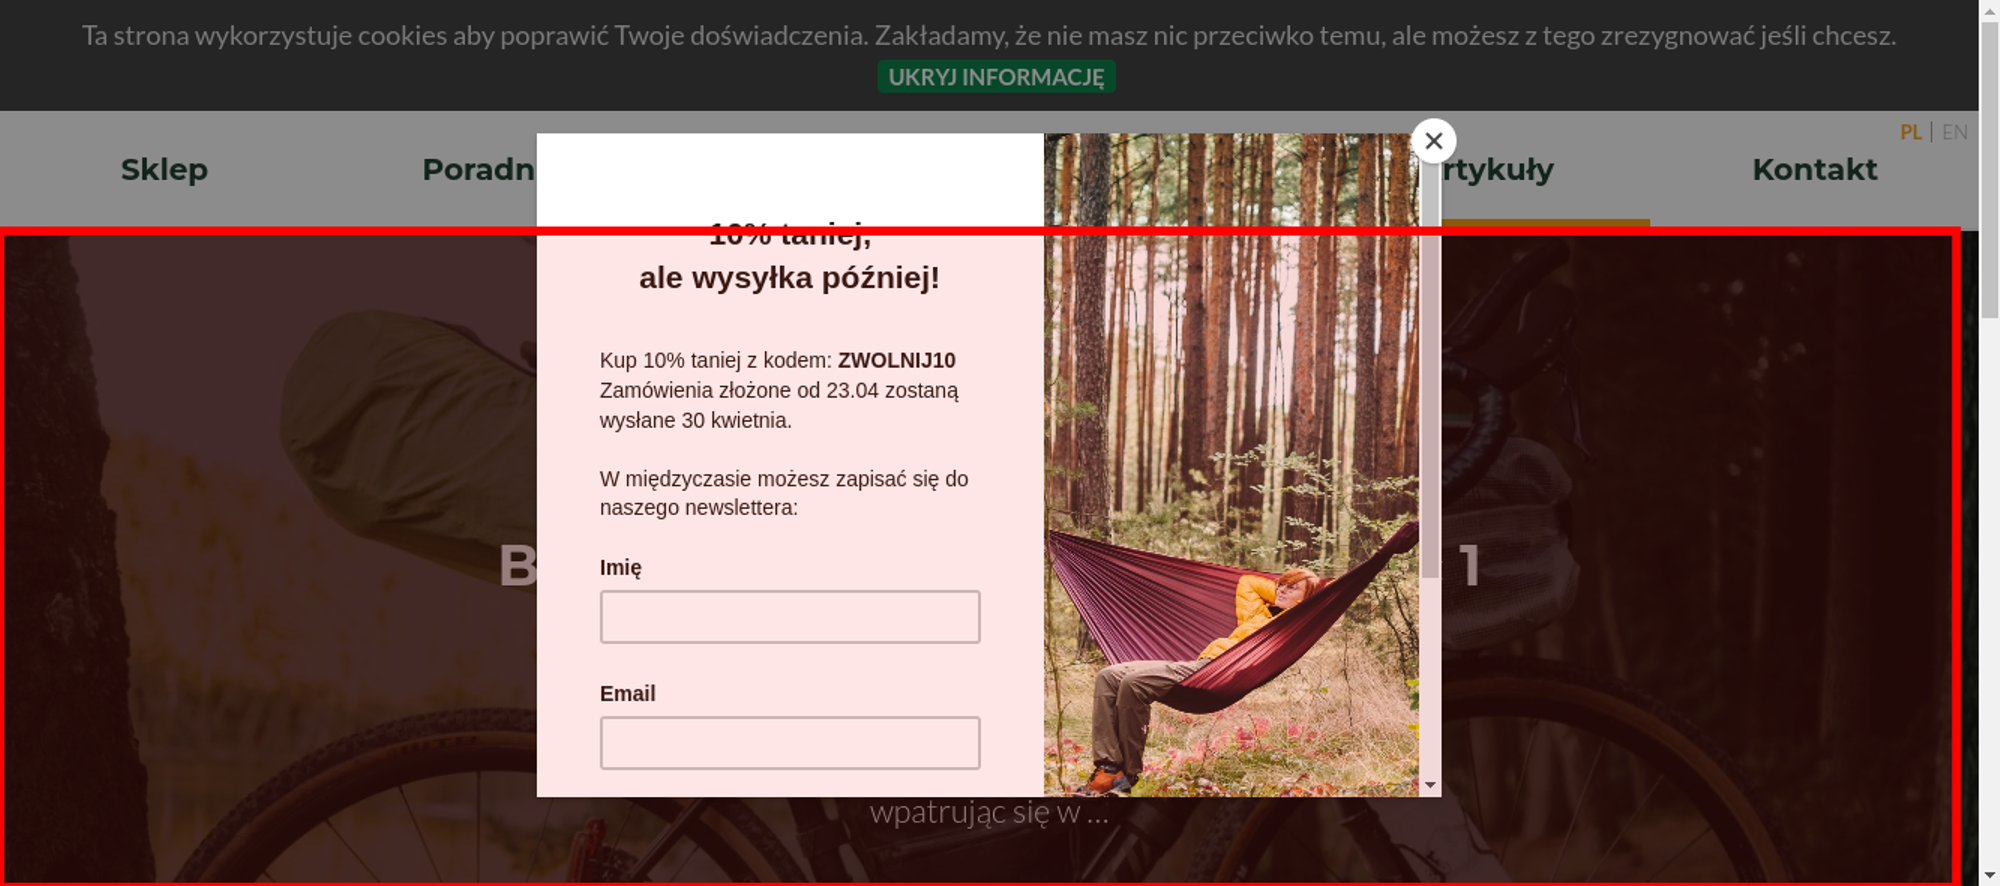 Ta strona wykorzystuje cookies aby poprawić Twoje doświadczenia. Zakładamy, że nie masz nic przeciwko temu, ale możesz z tego zrezygnować jeśli chcesz.
UKRYJ INFORMACJĘ
PL | EN
Sklep Poradn rtykuły Kontakt
10% taniej,
ale wysyłka później!
Kup 10% taniej z kodem: ZWOLNIJ10
Zamówienia złożone od 23.04 zostaną
wysłane 30 kwietnia.
W międzyczasie możesz zapisać się do
naszego newslettera:
B 1
Imię
Email
wpatrując się w ...